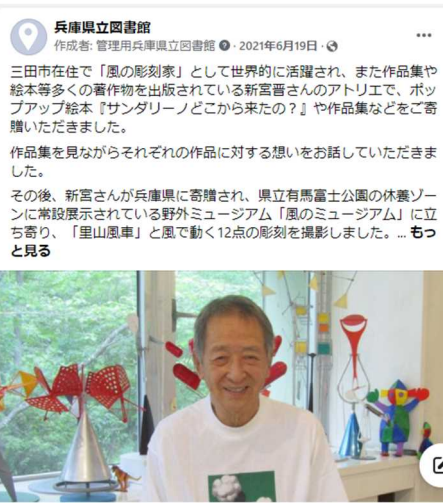 兵庫県立図書館
作成者: 管理用兵庫県立図書館 · 2021年6月19日 ·
三田市在住で「風の彫刻家」として世界的に活躍され、また作品集や
絵本等多くの著作物を出版されている新宮晋さんのアトリエで、ポッ
プアップ絵本『サンダリーノどこから来たの？』や作品集などをご寄
贈いただきました。
作品集を見ながらそれぞれの作品に対する想いをお話していただきま
した。
その後、新宮さんが兵庫県に寄贈され、県立有馬富士公園の休養ゾー
ンに常設展示されている野外ミュージアム「風のミュージアム」に立
ち寄り、「里山風車」と風で動く12点の彫刻を撮影しました。... もっ
と見る